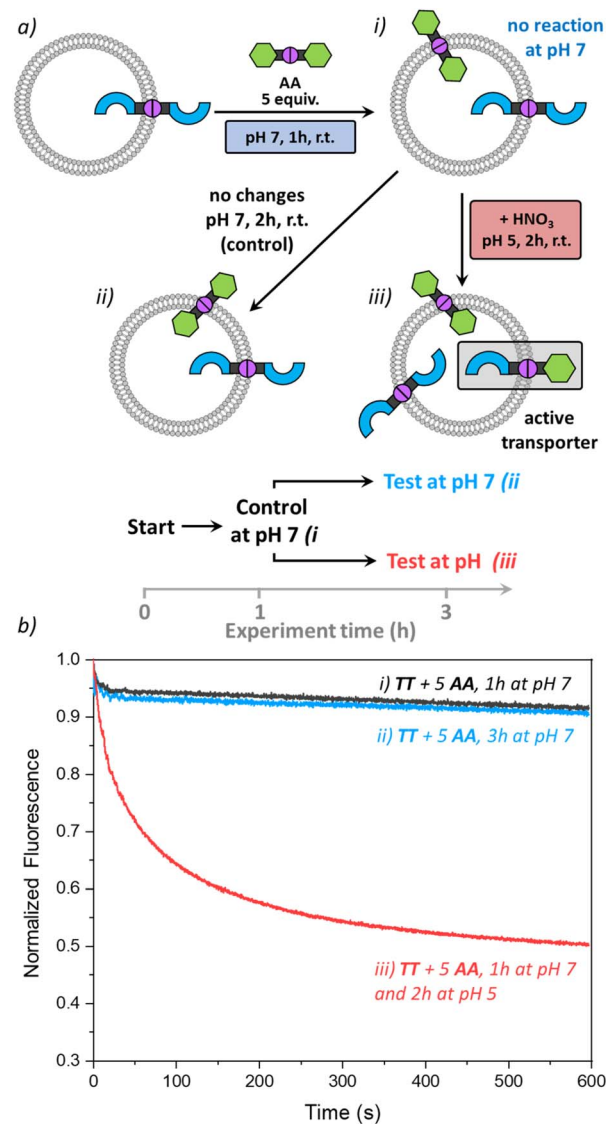 a)
AA
5 equiv.
pH 7, 1h, r.t.
i)
no reaction
at pH 7
no changes
pH 7, 2h, r.t.
(control)
+ HNO₃
pH 5, 2h, r.t.
ii)
iii)
active
transporter
Start
Control
at pH 7 (i
Test at pH 7 (ii
Test at pH (iii
0 1 3
Experiment time (h)
b)
Normalized Fluorescence
1.0
0.9
0.8
0.7
0.6
0.5
0.4
0.3
i) TT + 5 AA, 1h at pH 7
ii) TT + 5 AA, 3h at pH 7
iii) TT + 5 AA, 1h at pH 7
and 2h at pH 5
0 100 200 300 400 500 600
Time (s)